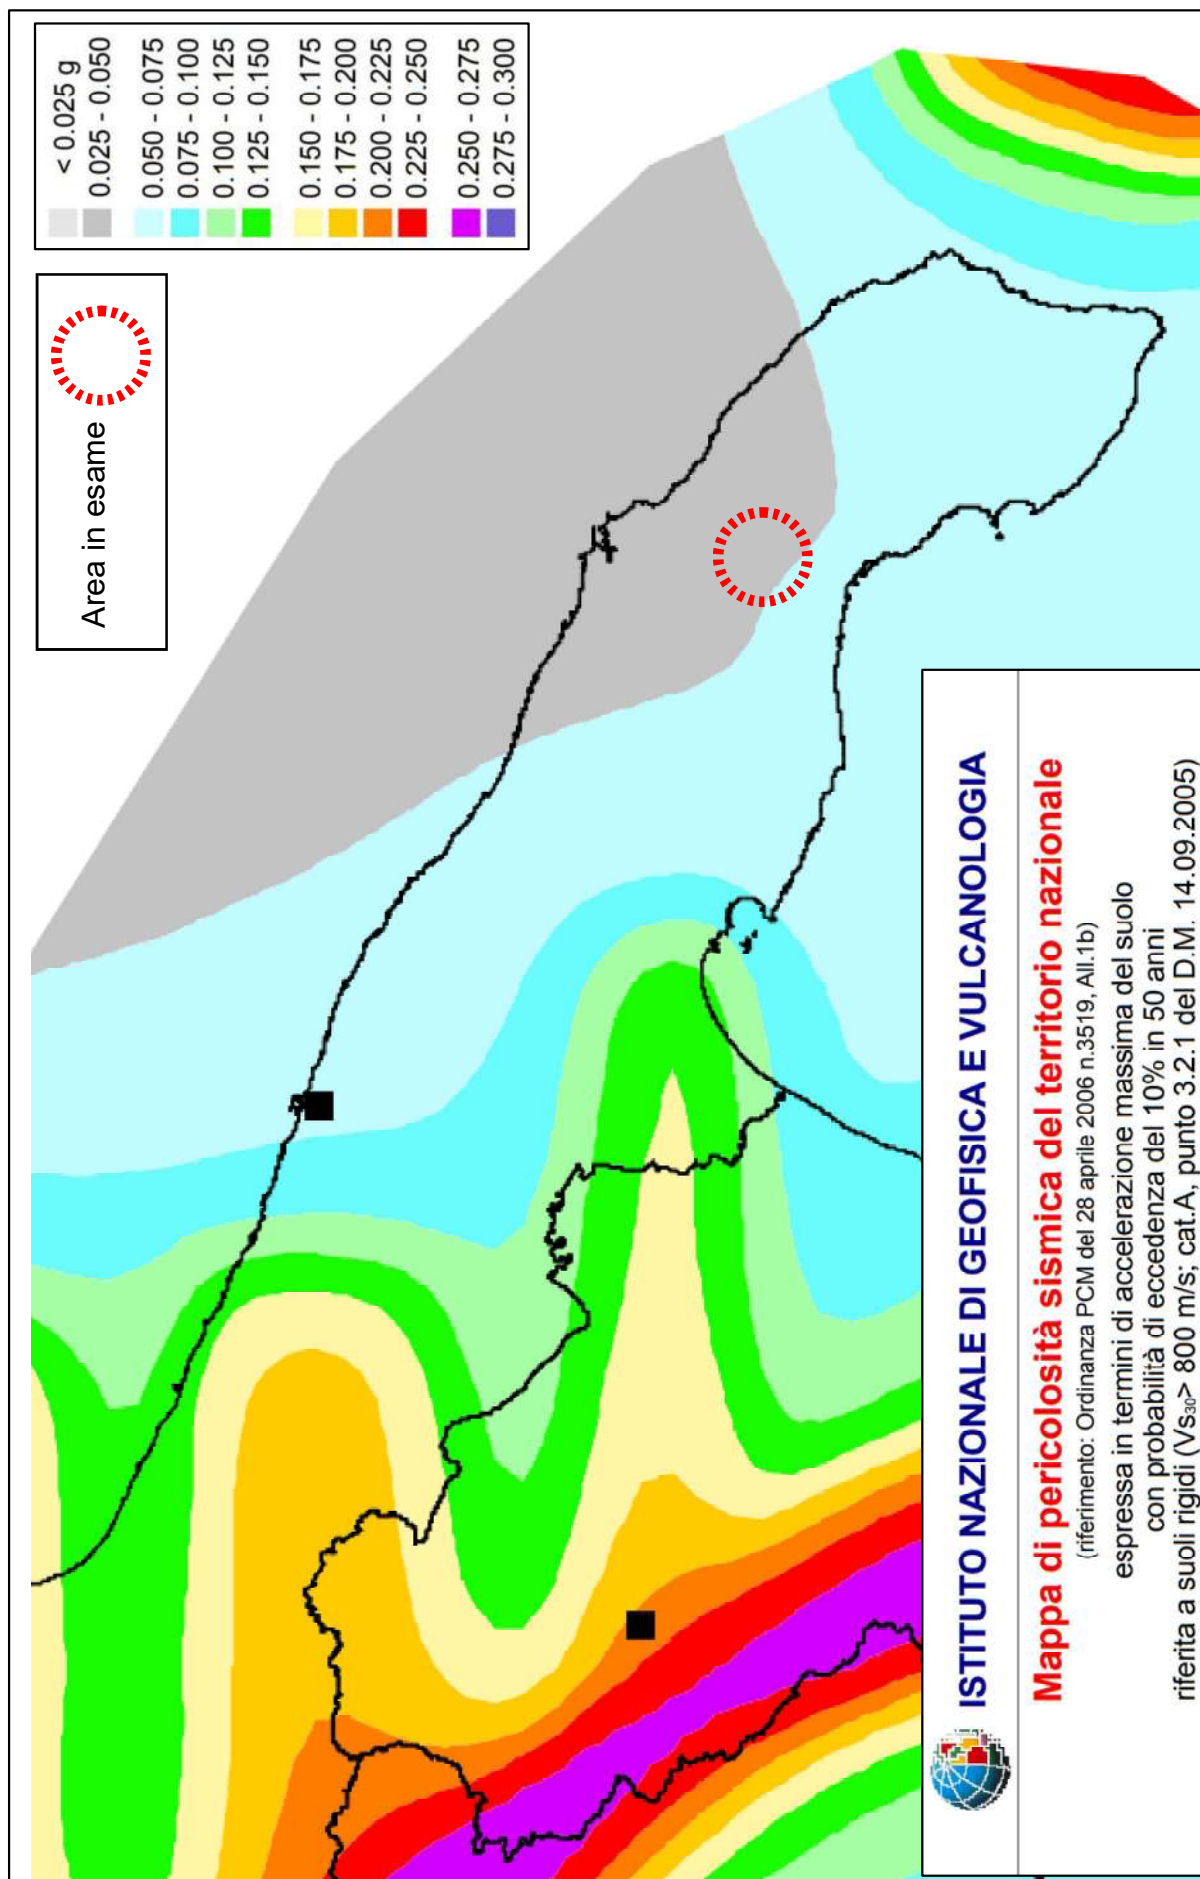 < 0.025 g
0.025 - 0.050
0.050 - 0.075
0.075 - 0.100
0.100 - 0.125
0.125 - 0.150
0.150 - 0.175
0.175 - 0.200
0.200 - 0.225
0.225 - 0.250
0.250 - 0.275
0.275 - 0.300
Area in esame
ISTITUTO NAZIONALE DI GEOFISICA E VULCANOLOGIA
Mappa di pericolosità sismica del territorio nazionale
(riferimento: Ordinanza PCM del 28 aprile 2006 n.3519, All.1b)
espressa in termini di accelerazione massima del suolo
con probabilità di eccedenza del 10% in 50 anni
riferita a suoli rigidi (Vs30> 800 m/s; cat.A, punto 3.2.1 del D.M. 14.09.2005)